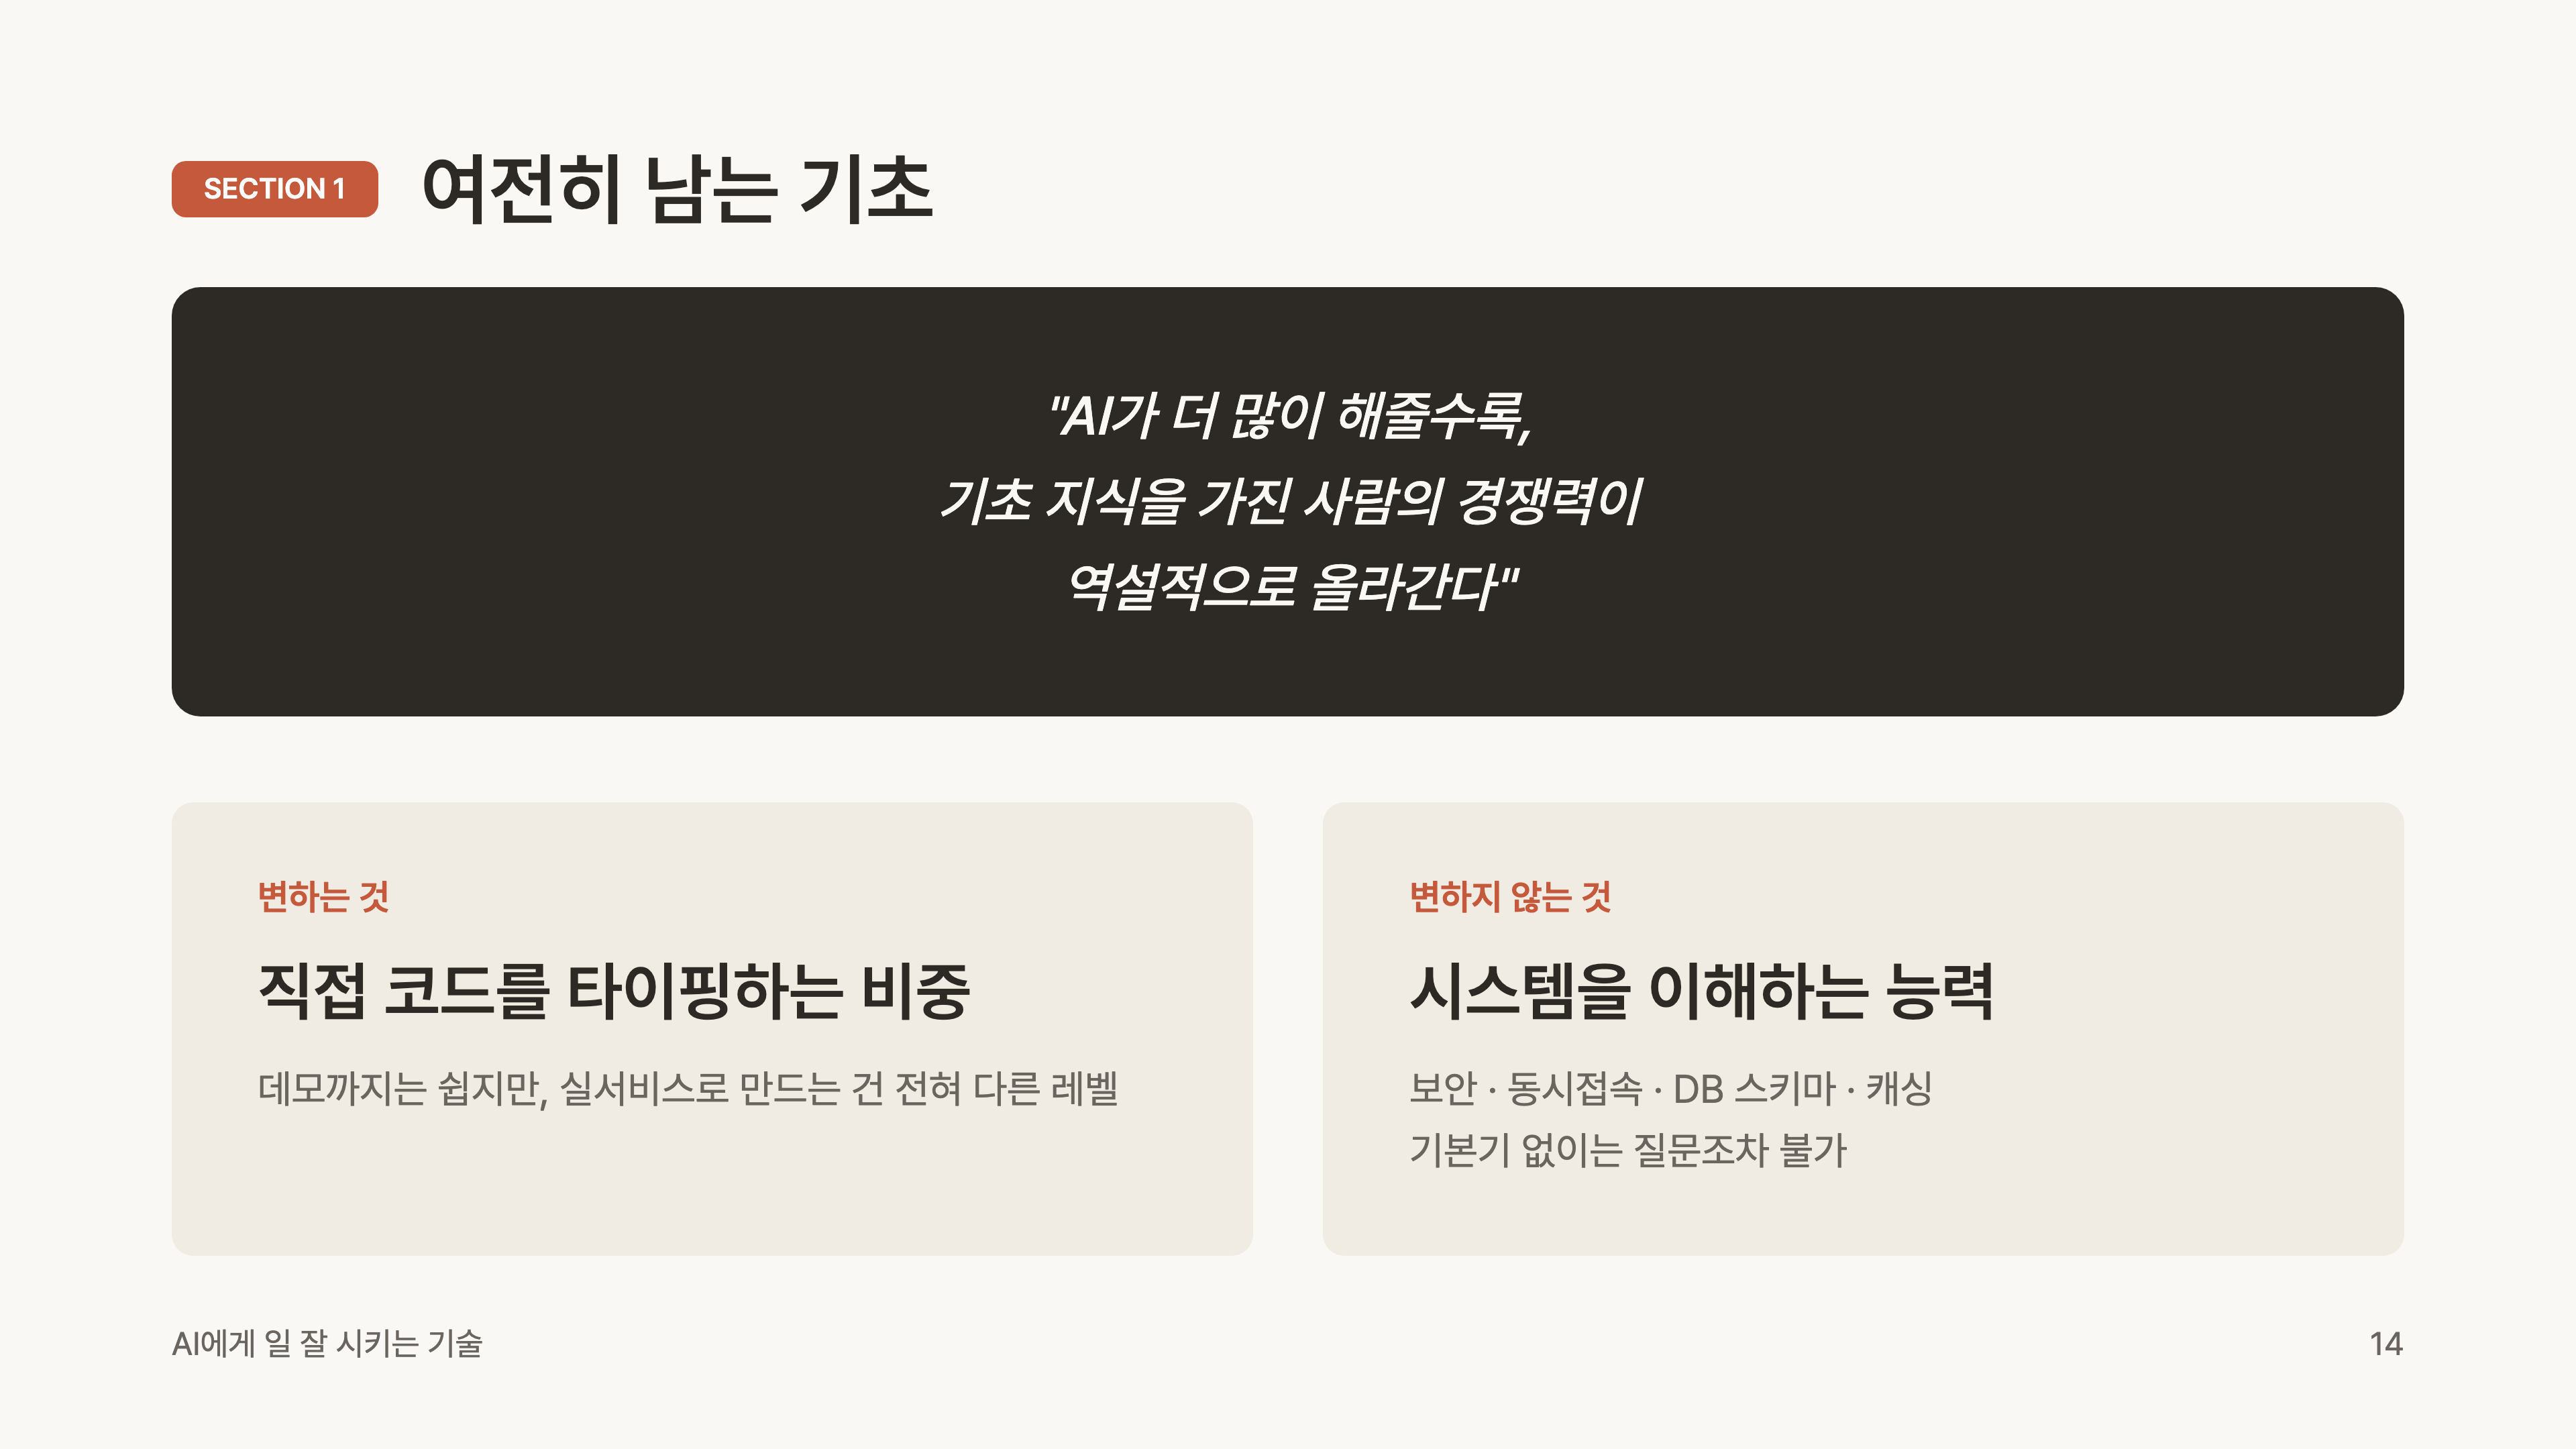 SECTION 1
여전히 남는 기초
"AI가 더 많이 해줄수록,
기초 지식을 가진 사람의 경쟁력이
역설적으로 올라간다"
변하는 것
직접 코드를 타이핑하는 비중
데모까지는 쉽지만, 실서비스로 만드는 건 전혀 다른 레벨
변하지 않는 것
시스템을 이해하는 능력
보안 · 동시접속 · DB 스키마 · 캐싱
기본기 없이는 질문조차 불가
AI에게 일 잘 시키는 기술
14